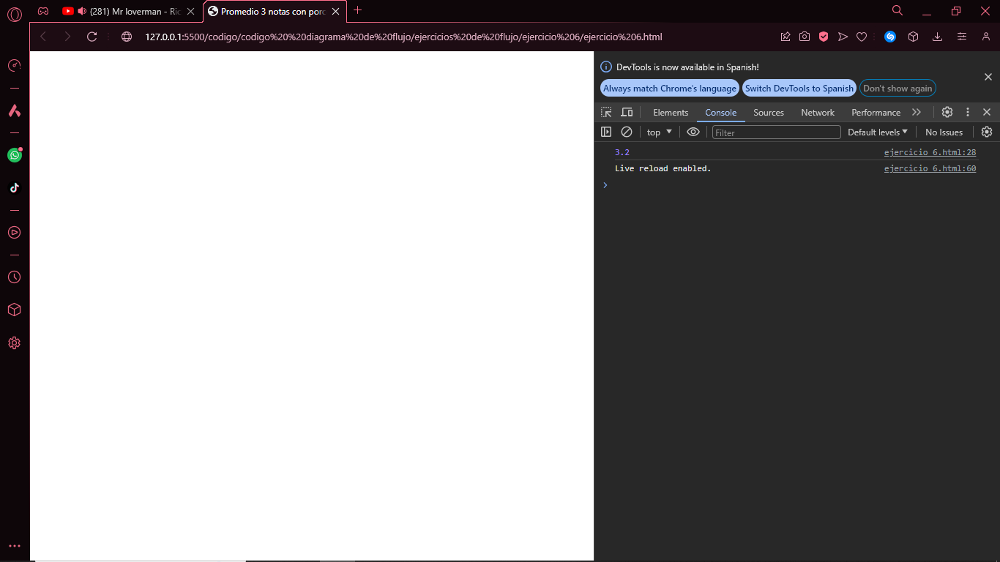 (281) Mr loverman - Ric
Promedio 3 notas con porc
127.0.0.1:5500/codigo/codigo%20%20diagrama%20de%20flujo/ejercicios%20de%20flujo/ejercicio%206/ejercicio%206.html
DevTools is now available in Spanish!
Always match Chrome's language Switch DevTools to Spanish Don't show again
Elements Console Sources Network Performance
top Filter Default levels No Issues
3.2 ejercicio 6.html:28
Live reload enabled. ejercicio 6.html:60